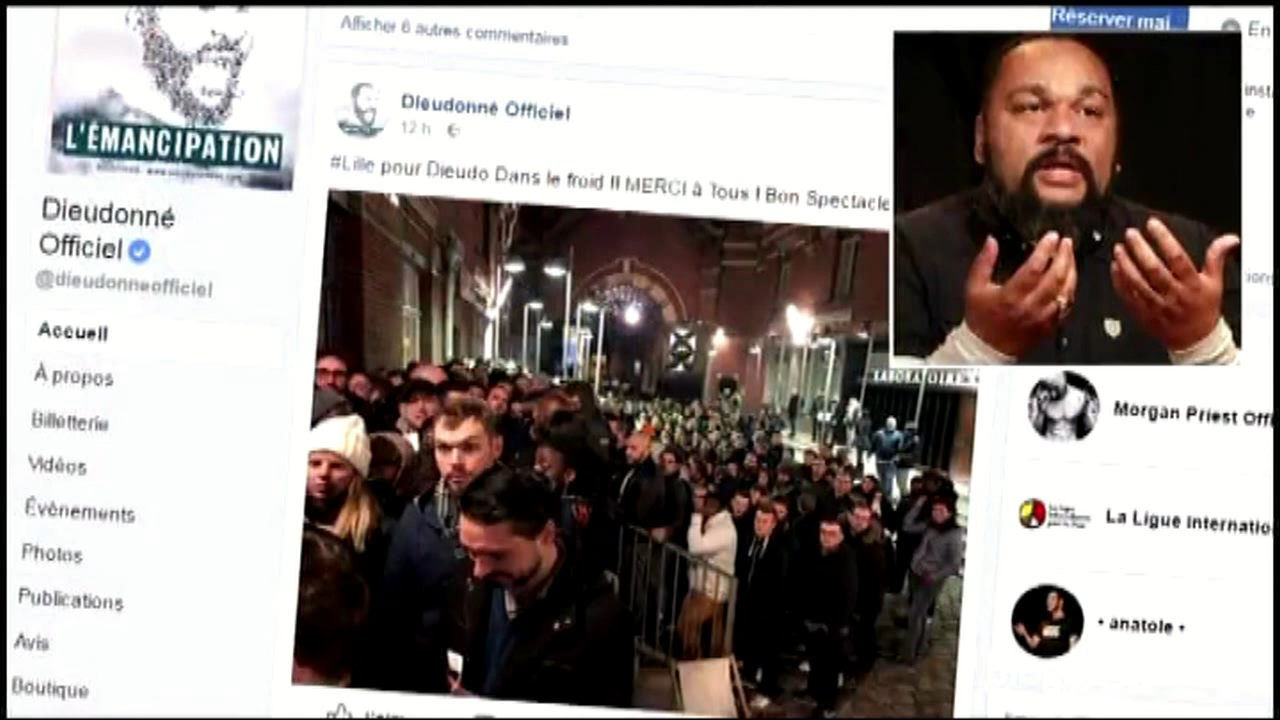 Afficher 6 autres commentaires
Réserver mai
En
L'ÉMANCIPATION
Dieudonné Officiel
12 h
#Lille pour Dieudo Dans le froid !! MERCI à Tous ! Bon Spectacle
Dieudonné
Officiel
@dieudonneofficiel
Accueil
À propos
Billetterie
Vidéos
Évènements
Photos
Publications
Avis
Boutique
Morgan Priest Offi
La Ligue Internatio
• anatole •
J'aime